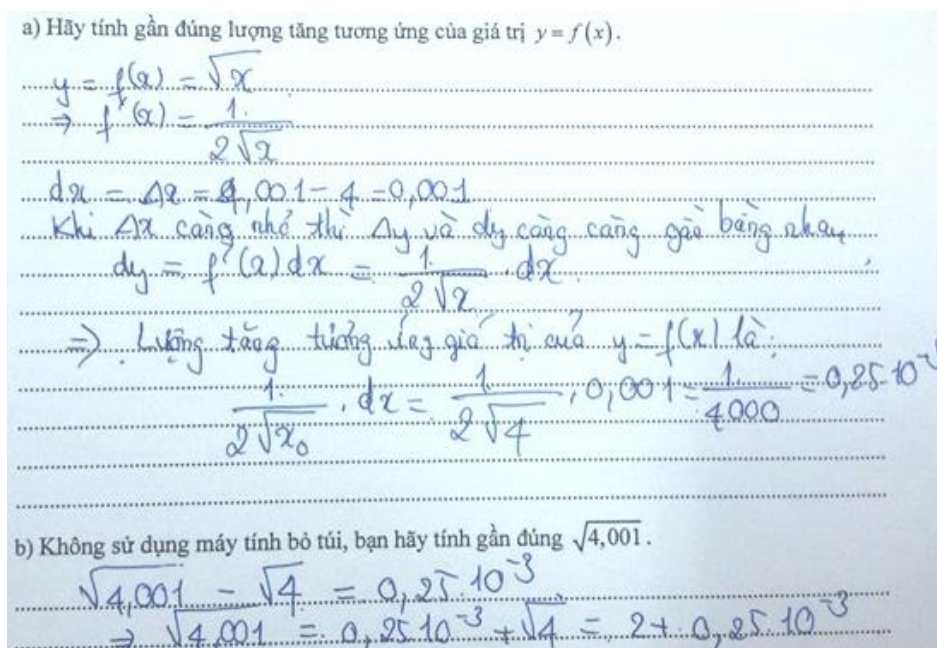 a) Hãy tính gần đúng lượng tăng tương ứng của giá trị y = f(x).
y = f(x) = √x
⇒ f'(x) = 1/(2√x)
dx = Δx = 4,001 - 4 = 0,001
Khi Δx càng nhỏ thì Δy và dy càng càng gần bằng nhau
dy = f'(x)dx = 1/(2√x) . dx.
⇒ Lượng tăng tương ứng giá trị của y = f(x) là:
1/(2√x₀) . dx = 1/(2√4) . 0,001 = 1/4000 = 0,25.10⁻
b) Không sử dụng máy tính bỏ túi, bạn hãy tính gần đúng √4,001.
√4,001 - √4 = 0,25.10⁻³
⇒ √4,001 = 0,25.10⁻³ + √4 = 2 + 0,25.10⁻³